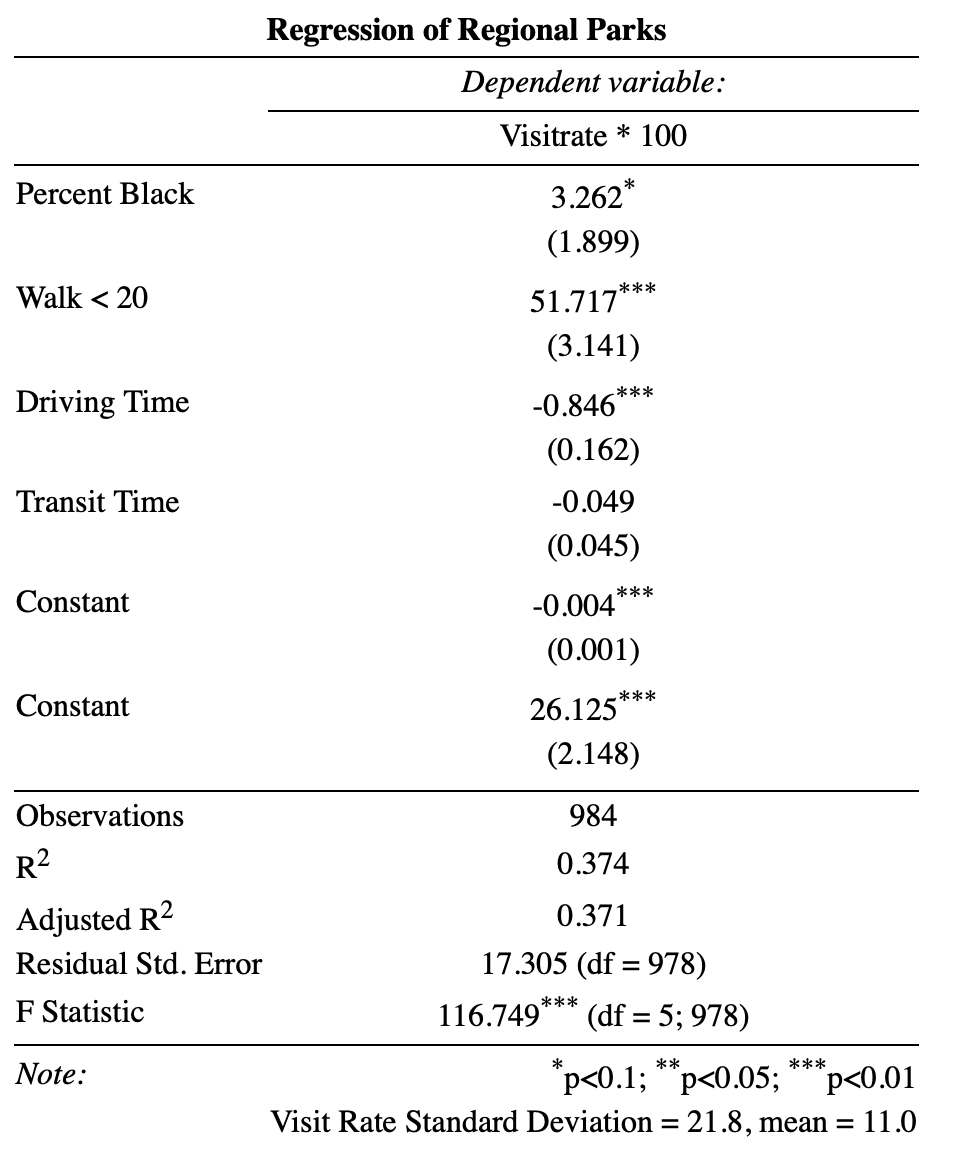 Regression of Regional Parks
Dependent variable:
Visitrate * 100
Percent Black 3.262*
(1.899)
Walk < 20 51.717***
(3.141)
Driving Time -0.846***
(0.162)
Transit Time -0.049
(0.045)
Constant -0.004***
(0.001)
Constant 26.125***
(2.148)
Observations 984
R2 0.374
Adjusted R2 0.371
Residual Std. Error 17.305 (df = 978)
F Statistic 116.749*** (df = 5; 978)
Note: *p<0.1; **p<0.05; ***p<0.01
Visit Rate Standard Deviation = 21.8, mean = 11.0